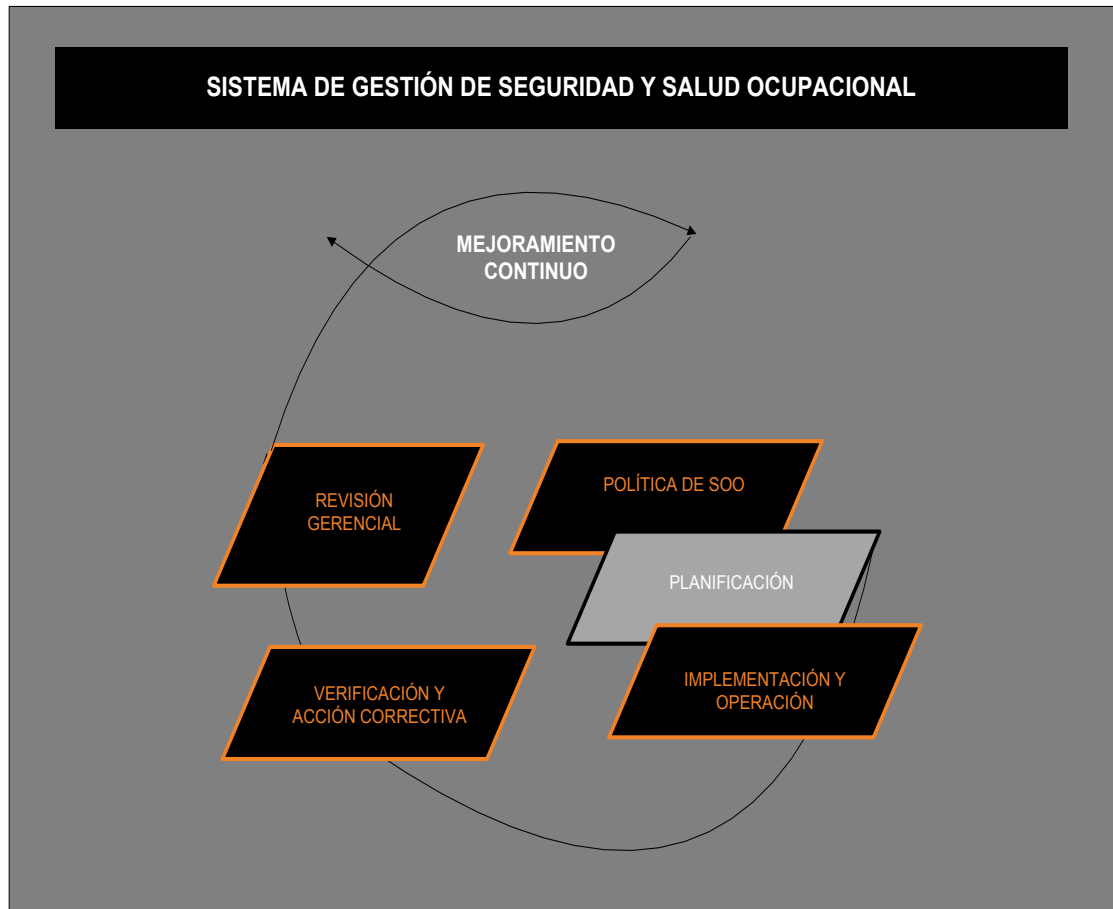 SISTEMA DE GESTIÓN DE SEGURIDAD Y SALUD OCUPACIONAL
MEJORAMIENTO
CONTINUO
REVISIÓN
GERENCIAL
POLÍTICA DE SOO
PLANIFICACIÓN
VERIFICACIÓN Y
ACCIÓN CORRECTIVA
IMPLEMENTACIÓN Y
OPERACIÓN